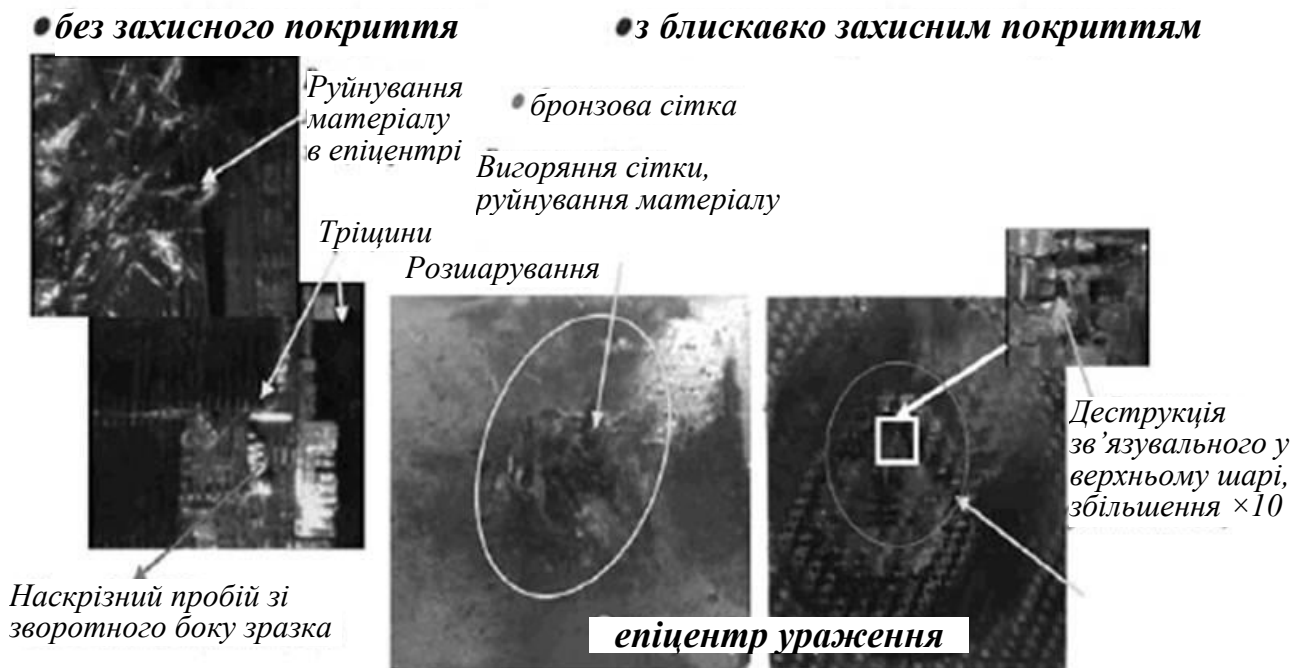 без захисного покриття
з блискавко захисним покриттям
Руйнування
матеріалу
в епіцентрі
бронзова сітка
Вигоряння сітки,
руйнування матеріалу
Тріщини
Розшарування
Деструкція
зв’язувального у
верхньому шарі,
збільшення ×10
Наскрізний пробій зі
зворотного боку зразка
епіцентр ураження